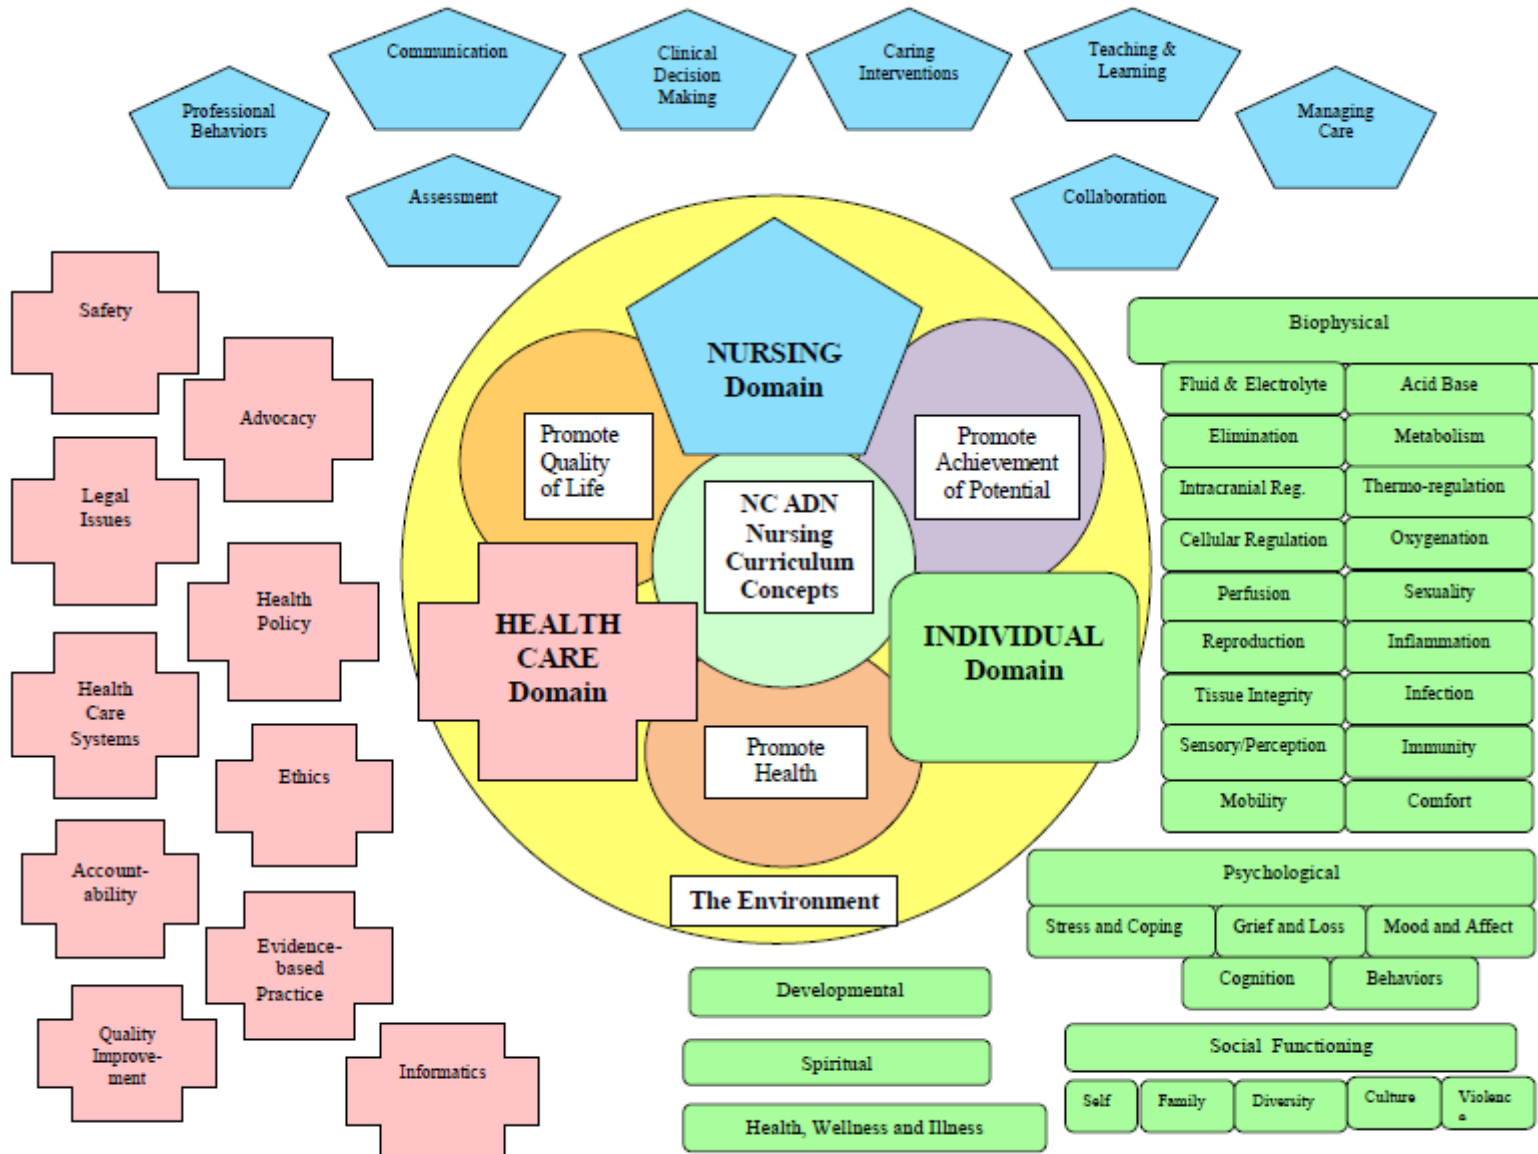 Communication
Clinical
Decision
Making
Caring
Interventions
Teaching &
Learning
Professional
Behaviors
Managing
Care
Assessment
Collaboration
Safety
Advocacy
Legal
Issues
Health
Policy
Health
Care
Systems
Ethics
Account-
ability
Evidence-
based
Practice
Quality
Improve-
ment
Informatics
NURSING
Domain
Promote
Quality
of Life
Promote
Achievement
of Potential
NC ADN
Nursing
Curriculum
Concepts
HEALTH
CARE
Domain
INDIVIDUAL
Domain
Promote
Health
The Environment
Biophysical
Fluid & Electrolyte
Acid Base
Elimination
Metabolism
Intracranial Reg.
Thermo-regulation
Cellular Regulation
Oxygenation
Perfusion
Sexuality
Reproduction
Inflammation
Tissue Integrity
Infection
Sensory/Perception
Immunity
Mobility
Comfort
Psychological
Stress and Coping
Grief and Loss
Mood and Affect
Cognition
Behaviors
Developmental
Spiritual
Health, Wellness and Illness
Social Functioning
Self
Family
Diversity
Culture
Violenc
e